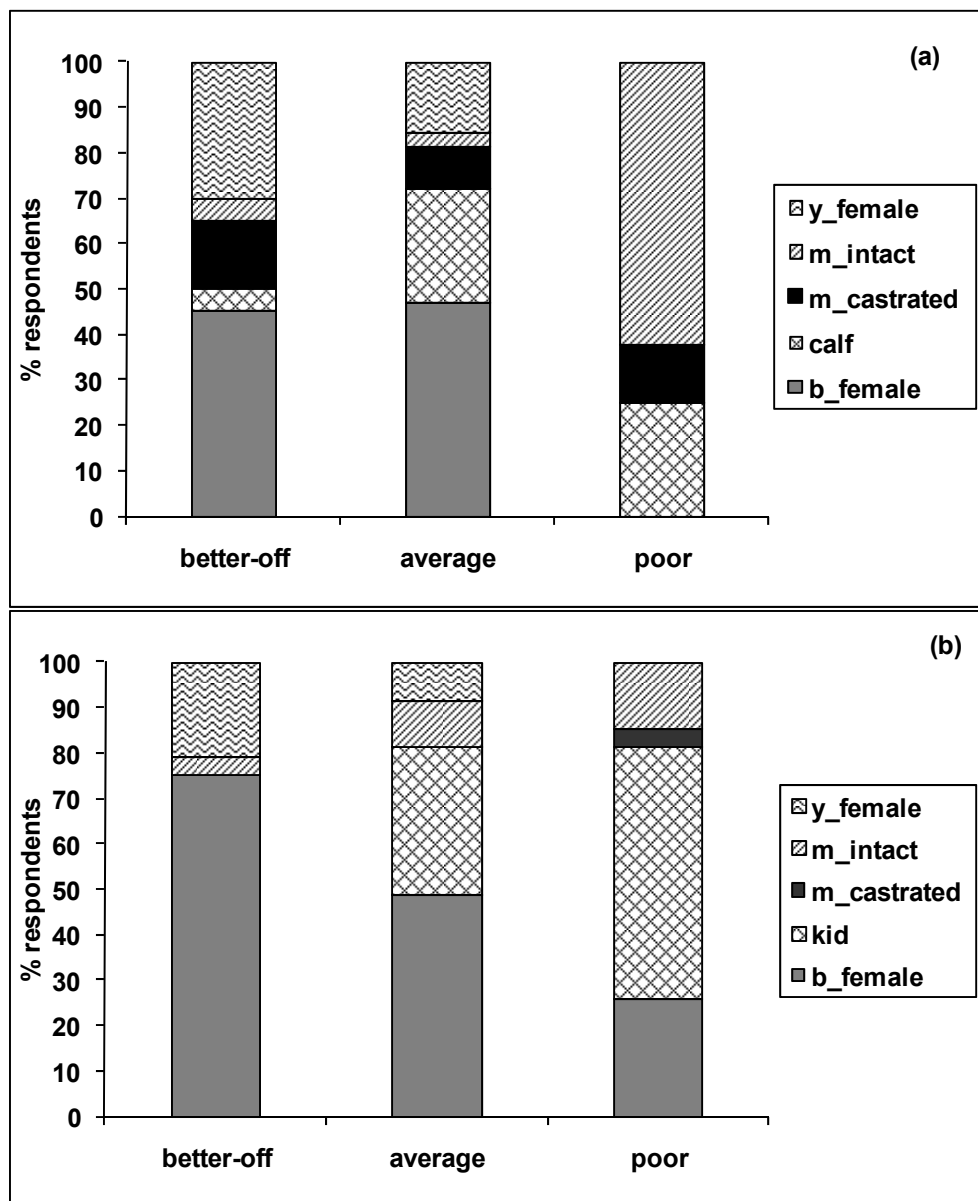 (a)
% respondents
100
90
80
70
60
50
40
30
20
10
0
better-off average poor
y_female
m_intact
m_castrated
calf
b_female
(b)
% respondents
100
90
80
70
60
50
40
30
20
10
0
better-off average poor
y_female
m_intact
m_castrated
kid
b_female